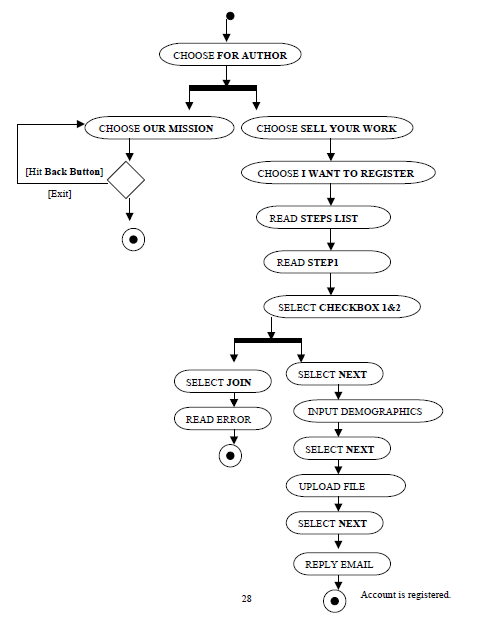 CHOOSE FOR AUTHOR
CHOOSE OUR MISSION
CHOOSE SELL YOUR WORK
[Hit Back Button]
[Exit]
CHOOSE I WANT TO REGISTER
READ STEPS LIST
READ STEP1
SELECT CHECKBOX 1&2
SELECT JOIN
READ ERROR
SELECT NEXT
INPUT DEMOGRAPHICS
SELECT NEXT
UPLOAD FILE
SELECT NEXT
REPLY EMAIL
Account is registered.
28